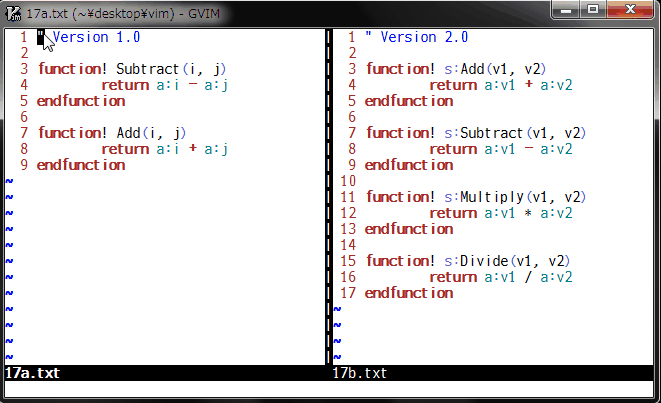 17a.txt (~¥desktop¥vim) - GVIM
1 " Version 1.0
2
3 function! Subtract(i, j)
4 return a:i - a:j
5 endfunction
6
7 function! Add(i, j)
8 return a:i + a:j
9 endfunction
~
~
~
~
~
~
~
~
~
~
~
~
17a.txt
1 " Version 2.0
2
3 function! s:Add(v1, v2)
4 return a:v1 + a:v2
5 endfunction
6
7 function! s:Subtract(v1, v2)
8 return a:v1 - a:v2
9 endfunction
10
11 function! s:Multiply(v1, v2)
12 return a:v1 * a:v2
13 endfunction
14
15 function! s:Divide(v1, v2)
16 return a:v1 / a:v2
17 endfunction
~
~
~
~
17b.txt